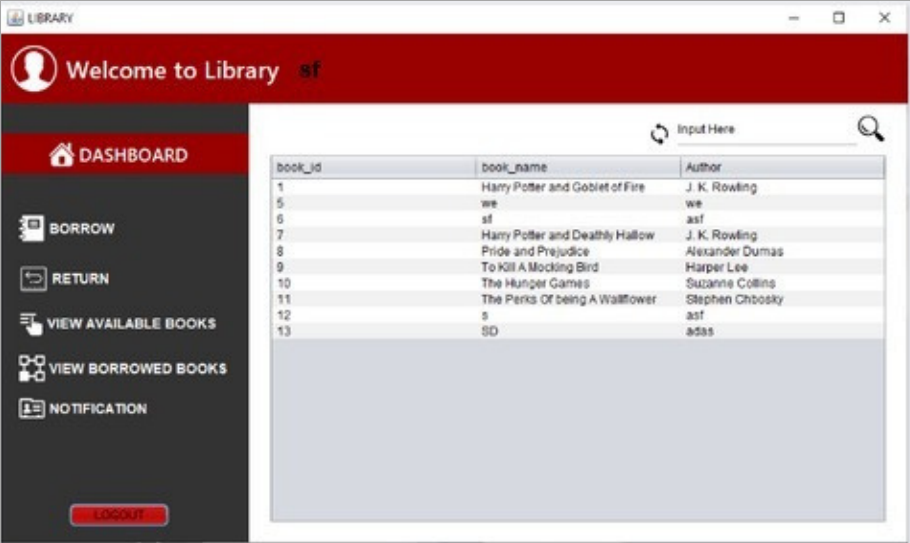 LIBRARY
Welcome to Library sf
DASHBOARD
BORROW
RETURN
VIEW AVAILABLE BOOKS
VIEW BORROWED BOOKS
NOTIFICATION
LOGOUT
Input Here
book_id book_name Author
1 Harry Potter and Goblet of Fire J. K. Rowling
5 we we
6 sf asf
7 Harry Potter and Deathly Hallow J. K. Rowling
8 Pride and Prejudice Alexander Dumas
9 To Kill A Mocking Bird Harper Lee
10 The Hunger Games Suzanne Collins
11 The Perks Of being A Wallflower Stephen Chbosky
12 s asf
13 SD adas